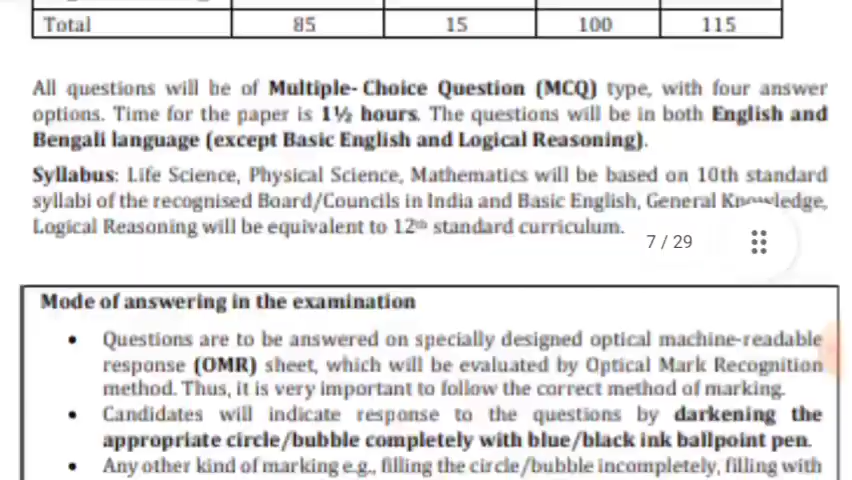 Total 85 15 100 115
All questions will be of Multiple- Choice Question (MCQ) type, with four answer
options. Time for the paper is 1½ hours. The questions will be in both English and
Bengali language (except Basic English and Logical Reasoning).
Syllabus: Life Science, Physical Science, Mathematics will be based on 10th standard
syllabi of the recognised Board/Councils in India and Basic English, General Knowledge,
Logical Reasoning will be equivalent to 12th standard curriculum.
7 / 29
Mode of answering in the examination
• Questions are to be answered on specially designed optical machine-readable
response (OMR) sheet, which will be evaluated by Optical Mark Recognition
method. Thus, it is very important to follow the correct method of marking.
• Candidates will indicate response to the questions by darkening the
appropriate circle/bubble completely with blue/black ink ballpoint pen.
• Any other kind of marking e.g., filling the circle/bubble incompletely, filling with